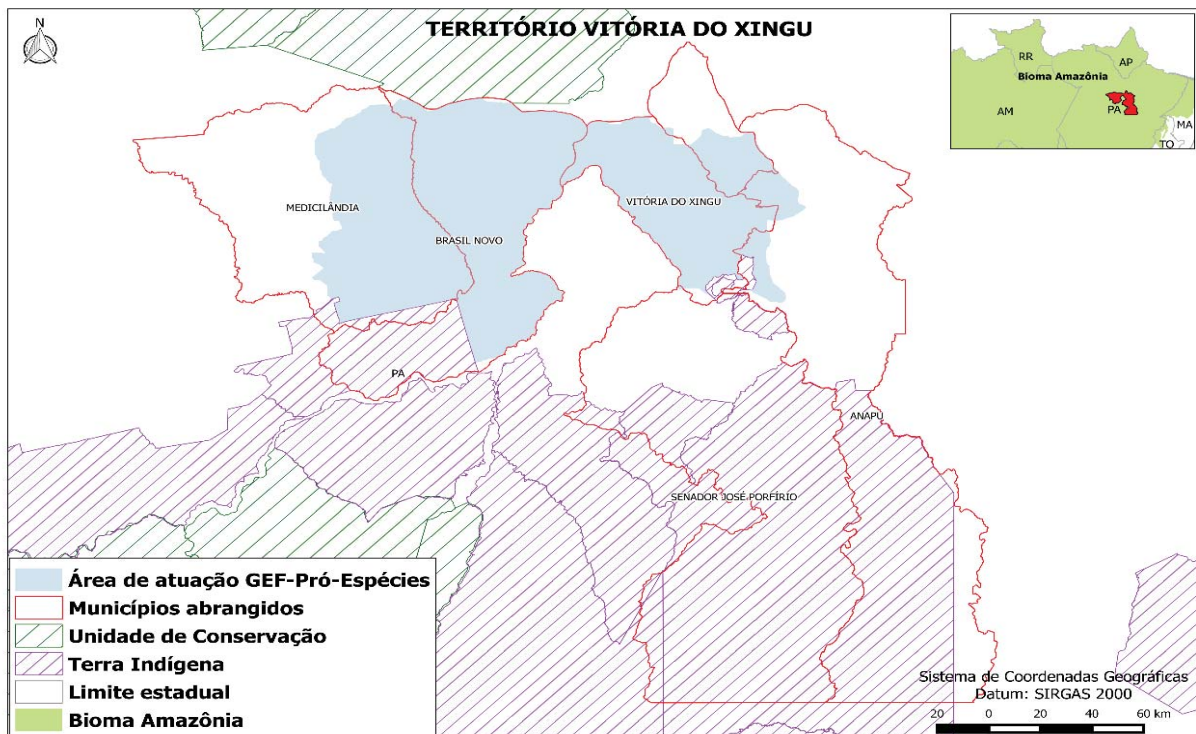 TERRITÓRIO VITÓRIA DO XINGU
N
RR
AP
Bioma Amazônia
AM
PA
MA
TO
MEDICILÂNDIA
VITÓRIA DO XINGU
BRASIL NOVO
PA
ANAPU
SENADOR JOSÉ PORFÍRIO
Área de atuação GEF-Pró-Espécies
Municípios abrangidos
Unidade de Conservação
Terra Indígena
Limite estadual
Bioma Amazônia
Sistema de Coordenadas Geográficas
Datum: SIRGAS 2000
20 0 20 40 60 km